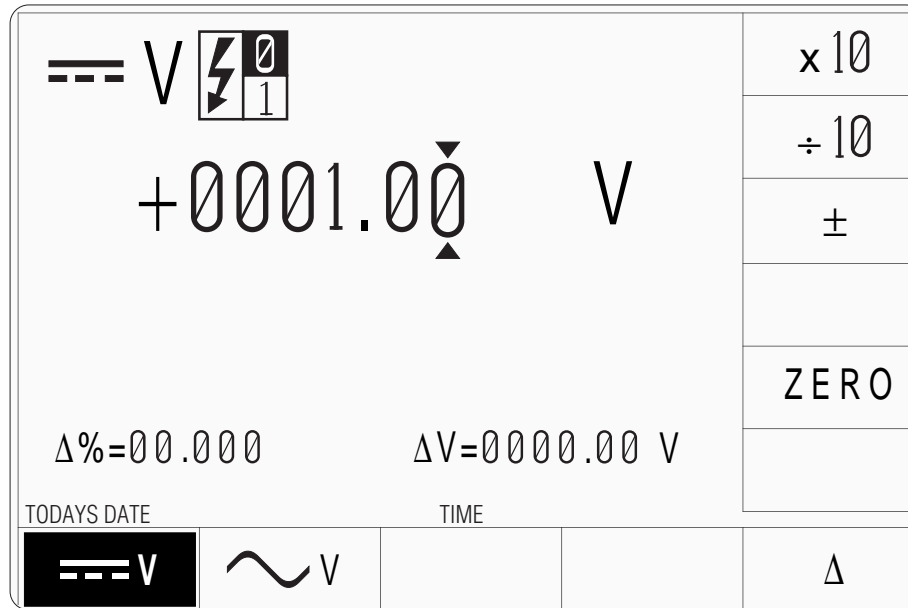 V 0
1
x10
÷10
+0001.00 V
±
ZERO
Δ%=00.000 ΔV=0000.00 V
TODAYS DATE TIME
V V Δ